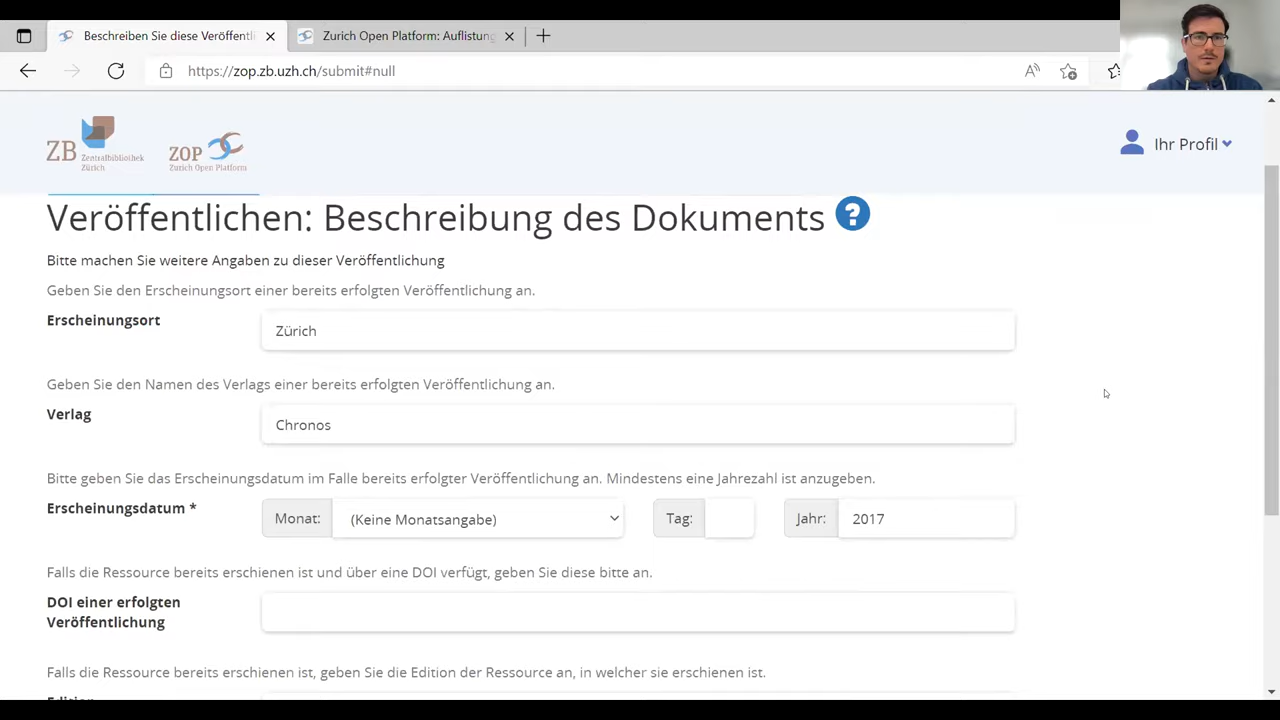 Beschreiben Sie diese Veröffentli
Zurich Open Platform: Auflistung
https://zop.zb.uzh.ch/submit#null
ZB Zentralbibliothek
Zürich
ZOP
Zurich Open Platform
Ihr Profil
Veröffentlichen: Beschreibung des Dokuments ?
Bitte machen Sie weitere Angaben zu dieser Veröffentlichung
Geben Sie den Erscheinungsort einer bereits erfolgten Veröffentlichung an.
Erscheinungsort
Zürich
Geben Sie den Namen des Verlags einer bereits erfolgten Veröffentlichung an.
Verlag
Chronos
Bitte geben Sie das Erscheinungsdatum im Falle bereits erfolgter Veröffentlichung an. Mindestens eine Jahrezahl ist anzugeben.
Erscheinungsdatum *
Monat: (Keine Monatsangabe) Tag: Jahr: 2017
Falls die Ressource bereits erschienen ist und über eine DOI verfügt, geben Sie diese bitte an.
DOI einer erfolgten
Veröffentlichung
Falls die Ressource bereits erschienen ist, geben Sie die Edition der Ressource an, in welcher sie erschienen ist.
Edition